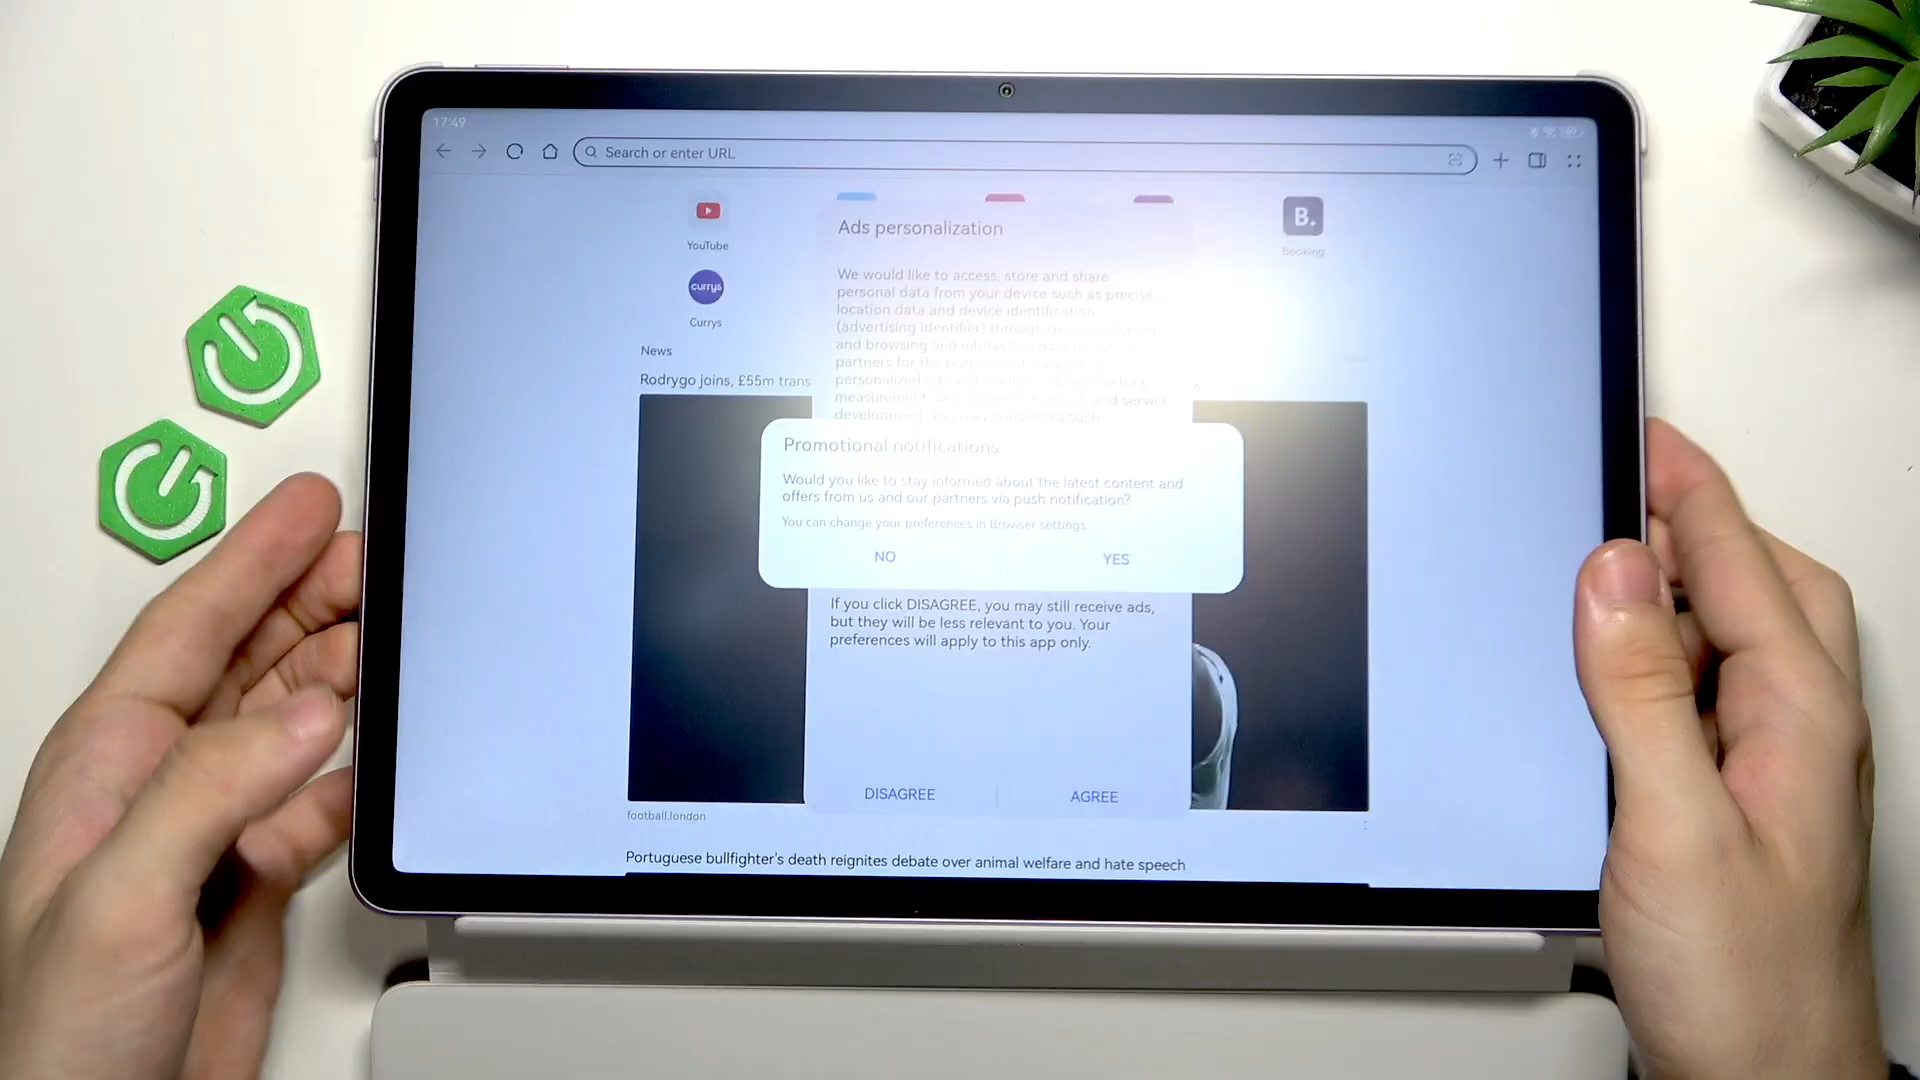 17:49
Search or enter URL
YouTube
B.
Booking
currys
Currys
News
Rodrygo joins, £55m trans
Ads personalization
We would like to access, store and share
personal data from your device such as precise
location data and device identification
(advertising identifier) through
and browsing and
partners for the
personalized
measurement, and service
development. consent to such
Promotional notifications
Would you like to stay informed about the latest content and
offers from us and our partners via push notification?
You can change your preferences in Browser settings.
NO
YES
If you click DISAGREE, you may still receive ads,
but they will be less relevant to you. Your
preferences will apply to this app only.
DISAGREE
AGREE
football.london
Portuguese bullfighter's death reignites debate over animal welfare and hate speech